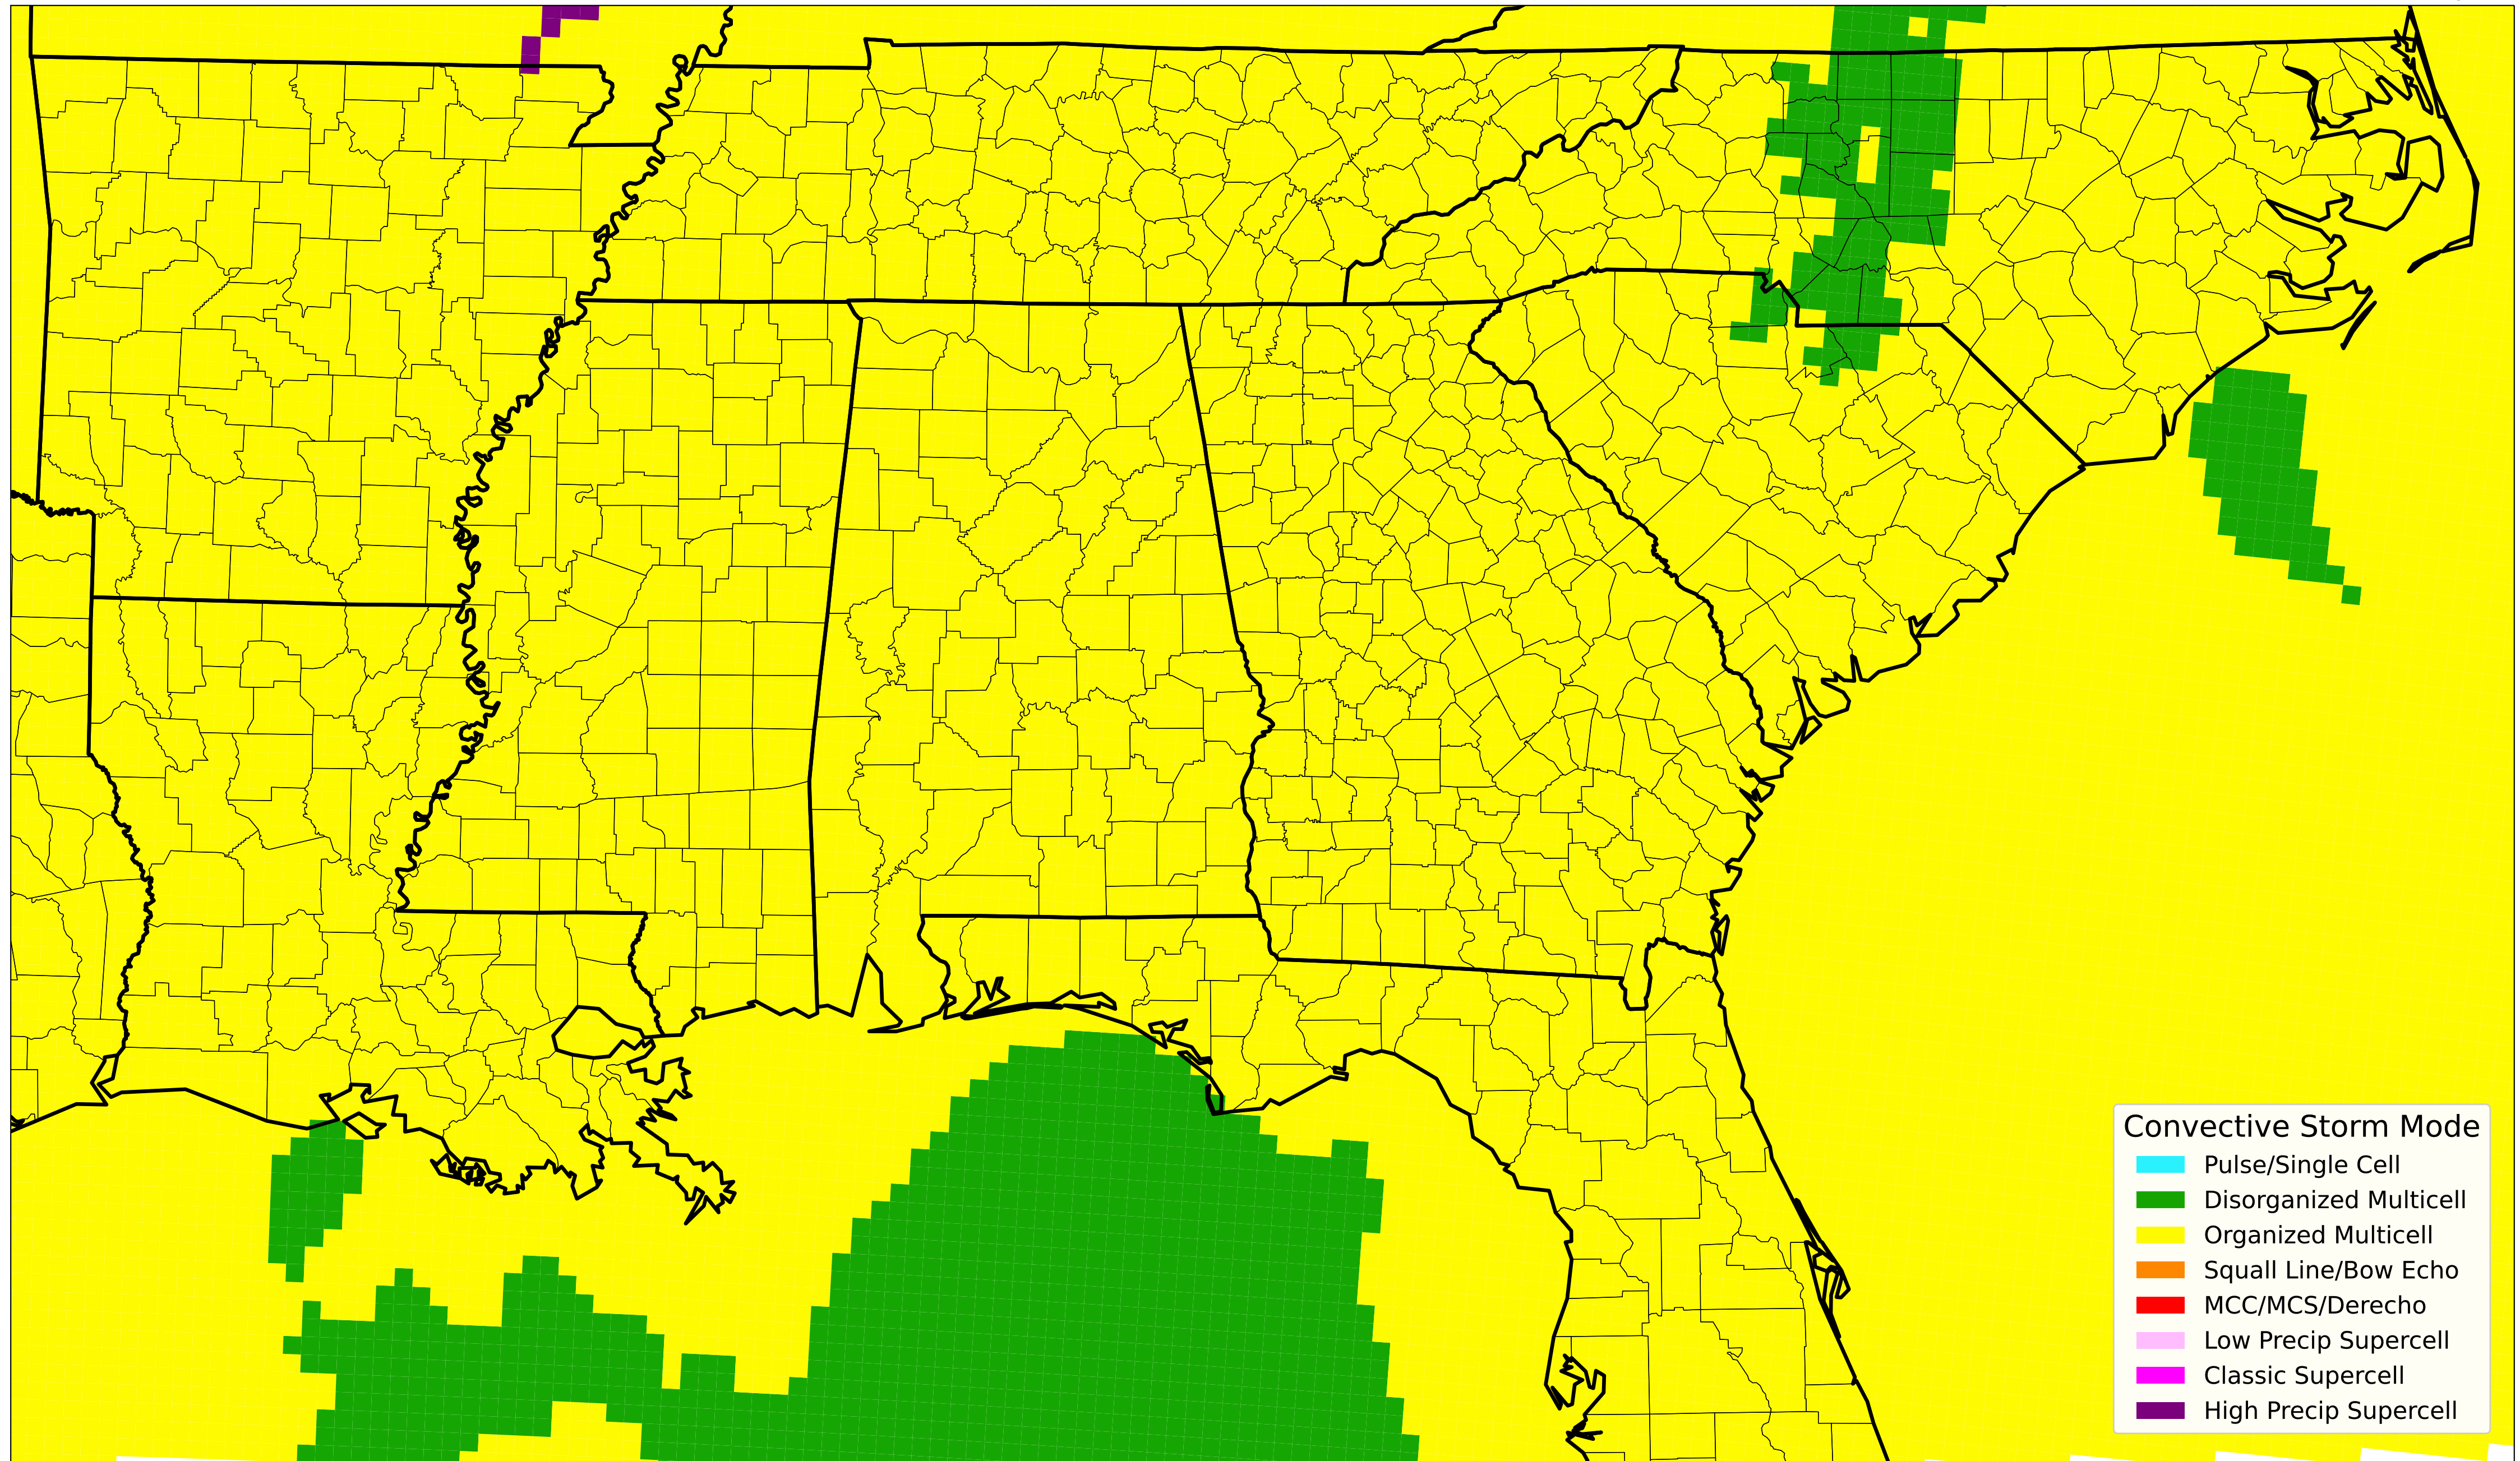 Convective Storm Mode
Pulse/Single Cell
Disorganized Multicell
Organized Multicell
Squall Line/Bow Echo
MCC/MCS/Derecho
Low Precip Supercell
Classic Supercell
High Precip Supercell